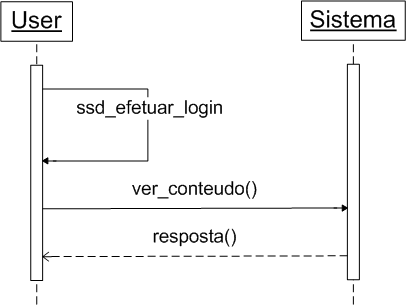 User
Sistema
ssd_efetuar_login
ver_conteudo()
resposta()